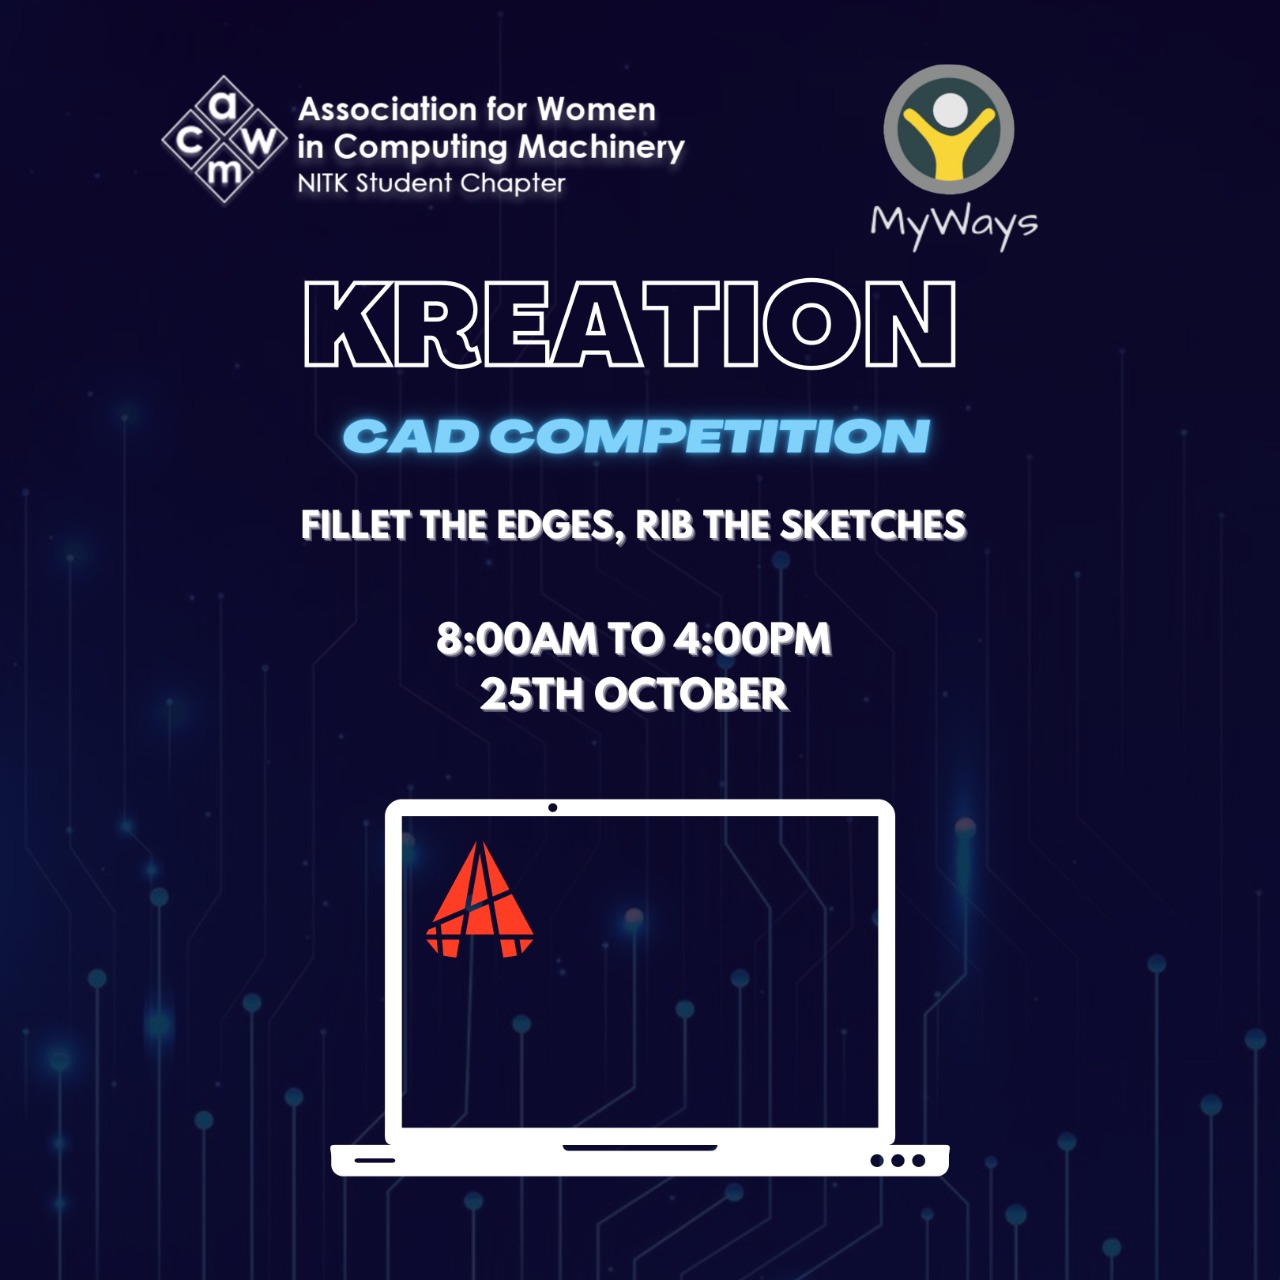 a
c w
m
Association for Women
in Computing Machinery
NITK Student Chapter
MyWays
KREATION
CAD COMPETITION
FILLET THE EDGES, RIB THE SKETCHES
8:00AM TO 4:00PM
25TH OCTOBER